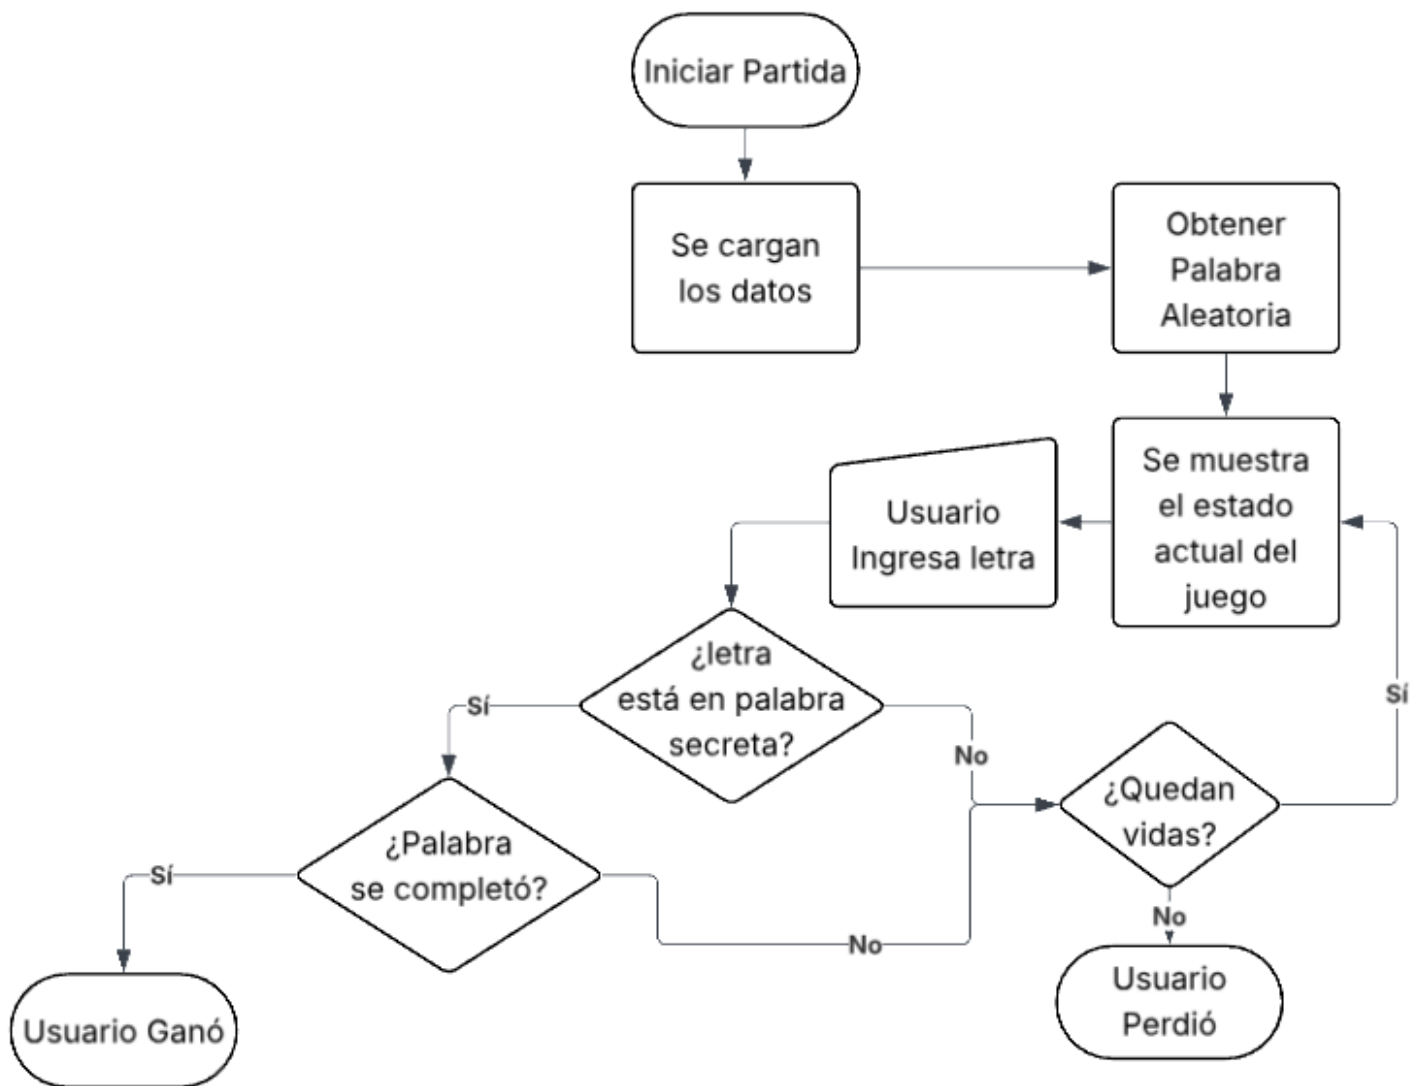 Iniciar Partida
Se cargan
los datos
Obtener
Palabra
Aleatoria
Se muestra
el estado
actual del
juego
Usuario
Ingresa letra
¿letra
está en palabra
secreta?
Sí
No
Sí
¿Quedan
vidas?
¿Palabra
se completó?
Sí
No
No
Usuario Ganó
Usuario
Perdió